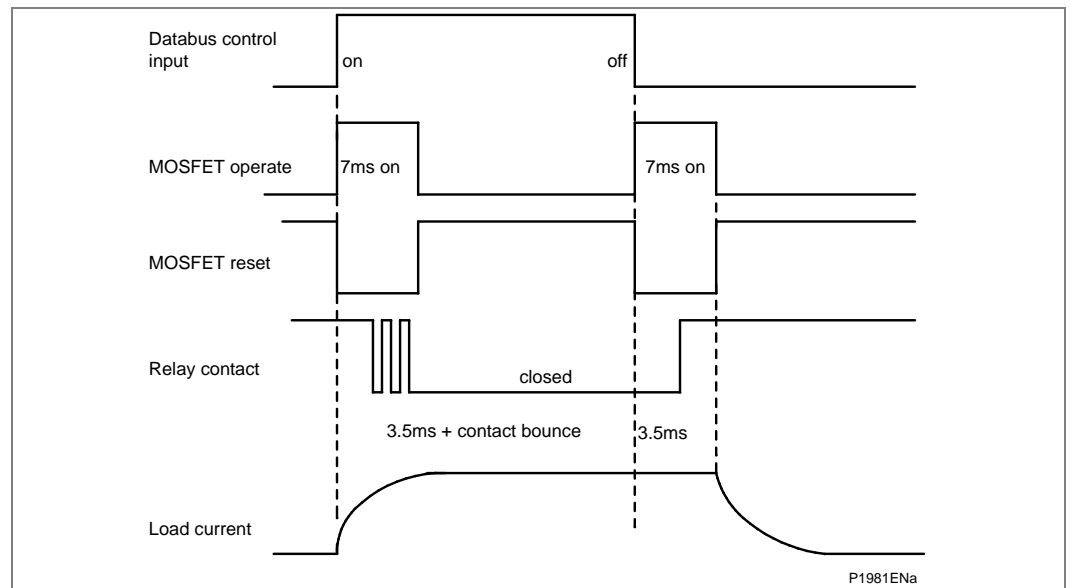 Databus control
input
on
off
MOSFET operate
7ms on
7ms on
MOSFET reset
Relay contact
closed
3.5ms + contact bounce
3.5ms
Load current
P1981ENa